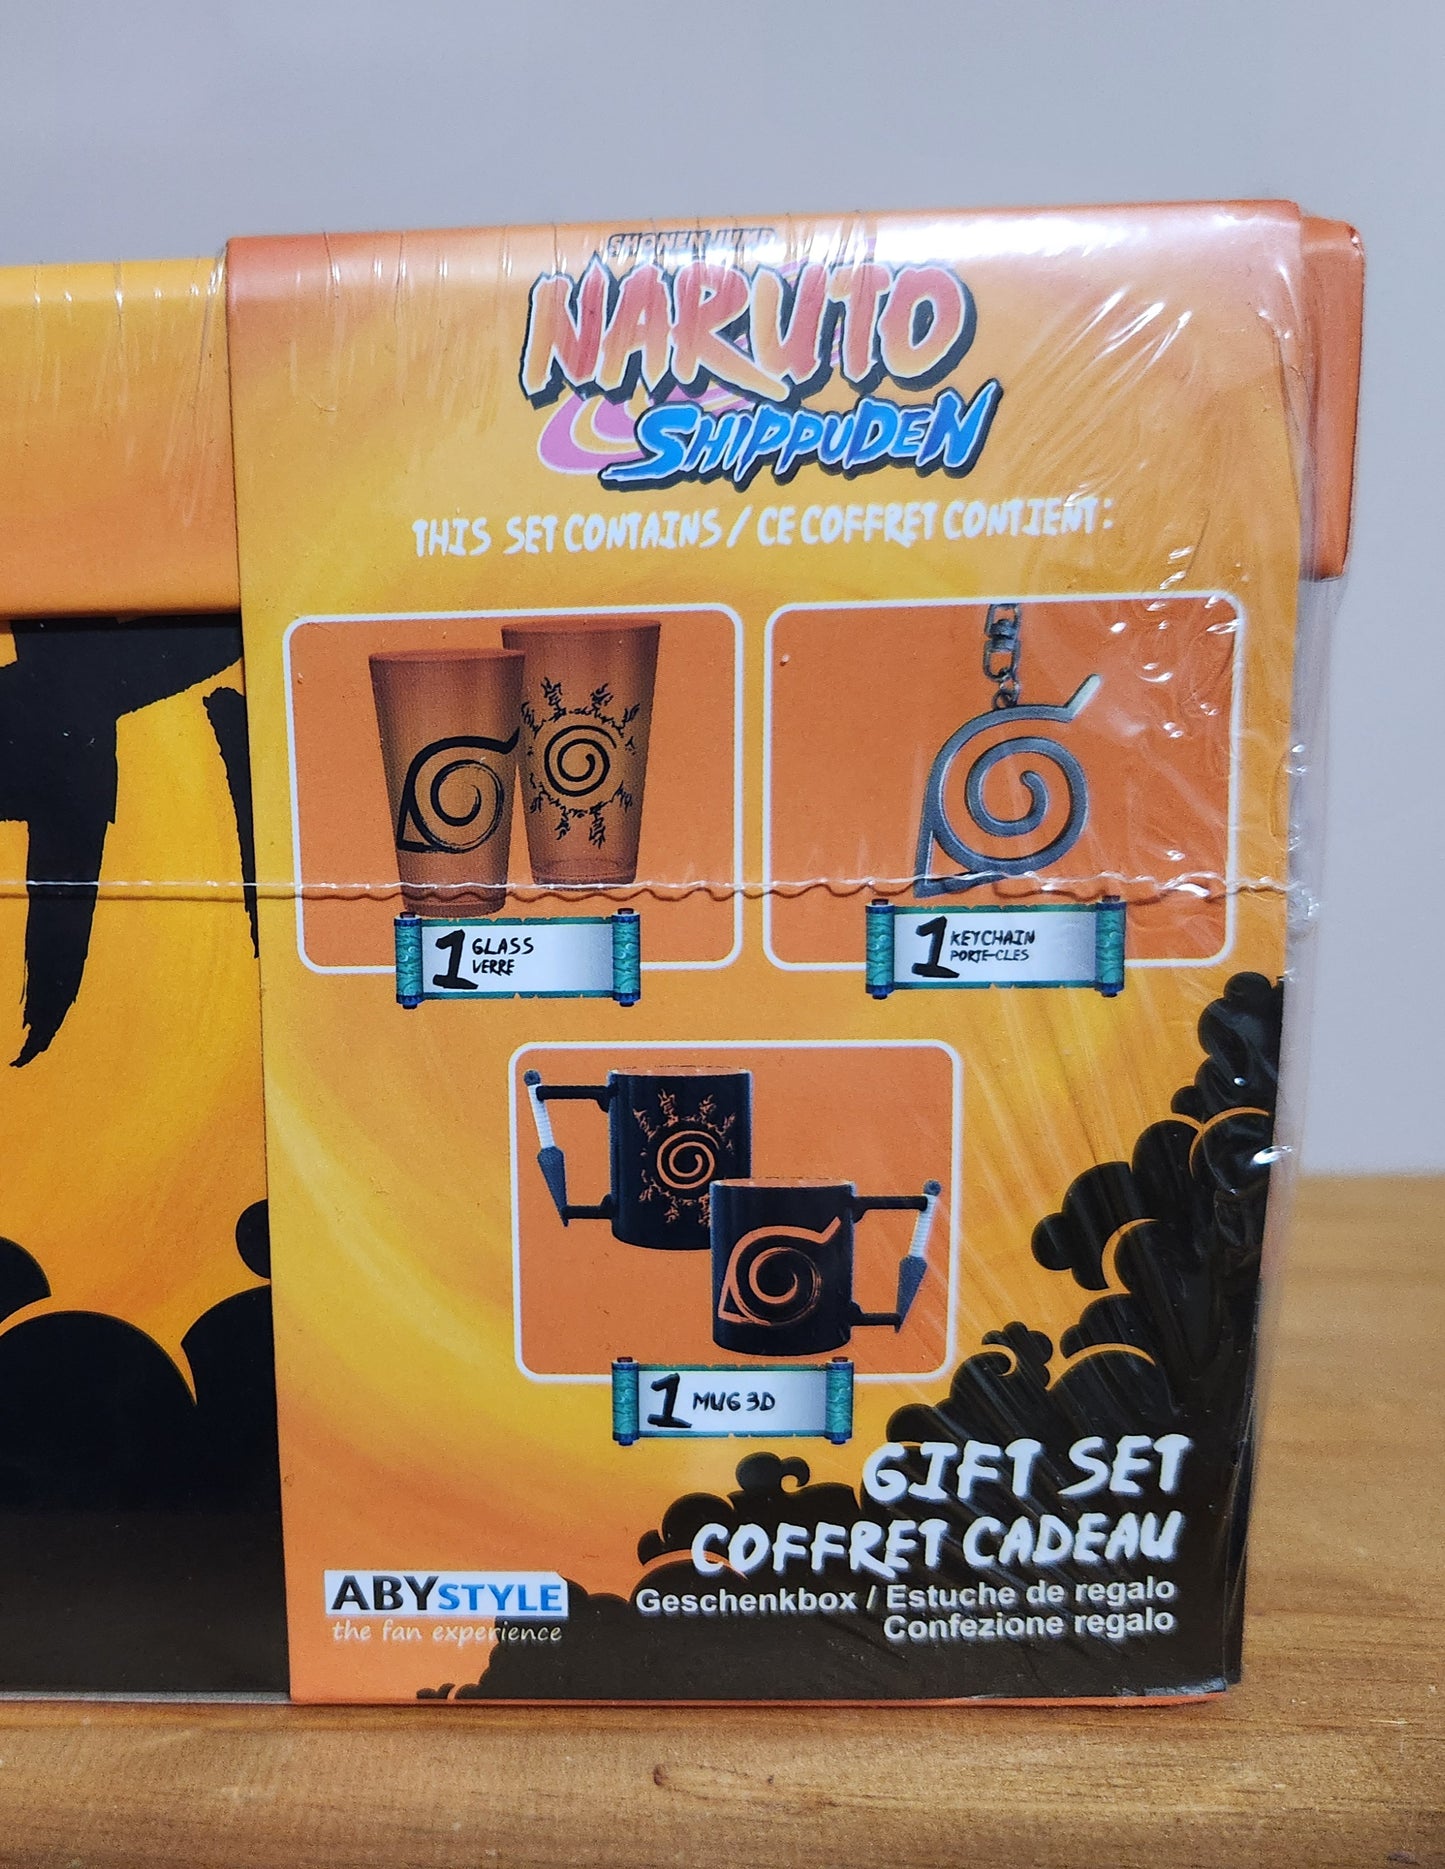 SHONEN JUMP
NARUTO
SHIPPUDEN
THIS SET CONTAINS / CE COFFRET CONTIENT:
1 GLASS
VERRE
1 KEYCHAIN
PORTE-CLES
1 MUG 3D
GIFT SET
COFFRET CADEAU
Geschenkbox / Estuche de regalo
Confezione regalo
ABYSTYLE
the fan experience